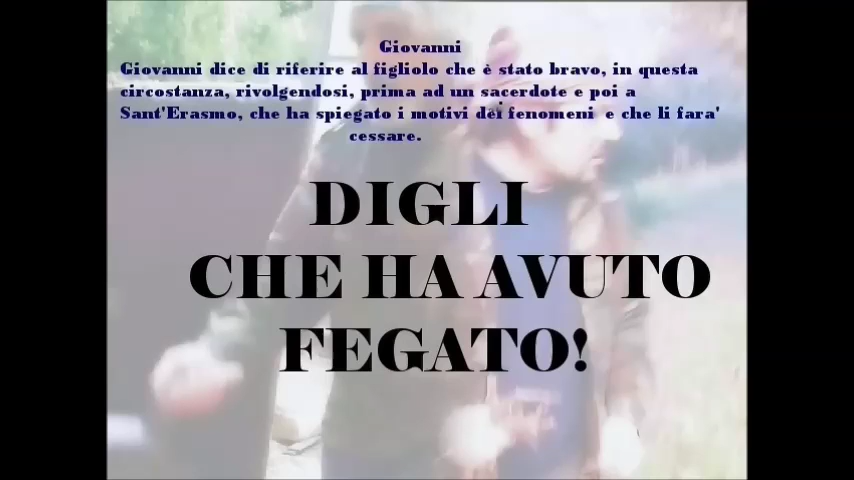 Giovanni
Giovanni dice di riferire al figliolo che è stato bravo, in questa
circostanza, rivolgendosi, prima ad un sacerdote e poi a
Sant'Erasmo, che ha spiegato i motivi dei fenomeni e che li fara'
cessare.
DIGLI
CHE HA AVUTO
FEGATO!